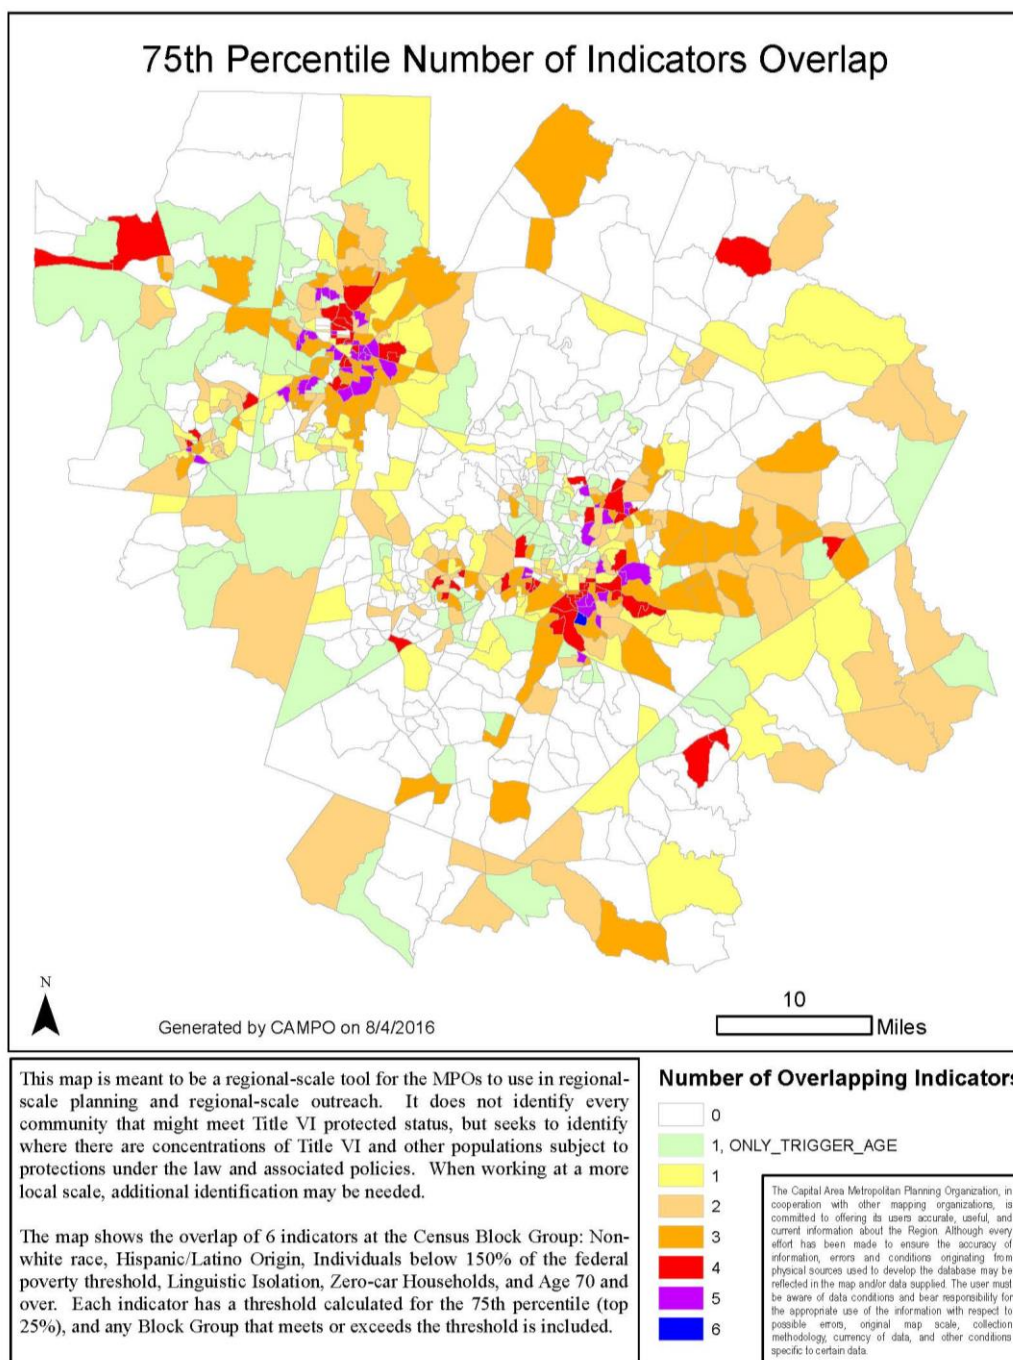 75th Percentile Number of Indicators Overlap
N
Generated by CAMPO on 8/4/2016
10
Miles
This map is meant to be a regional-scale tool for the MPOs to use in regional-
scale planning and regional-scale outreach. It does not identify every
community that might meet Title VI protected status, but seeks to identify
where there are concentrations of Title VI and other populations subject to
protections under the law and associated policies. When working at a more
local scale, additional identification may be needed.
The map shows the overlap of 6 indicators at the Census Block Group: Non-
white race, Hispanic/Latino Origin, Individuals below 150% of the federal
poverty threshold, Linguistic Isolation, Zero-car Households, and Age 70 and
over. Each indicator has a threshold calculated for the 75th percentile (top
25%), and any Block Group that meets or exceeds the threshold is included.
Number of Overlapping Indicators
0
1, ONLY_TRIGGER_AGE
1
2
3
4
5
6
The Capital Area Metropolitan Planning Organization, in
cooperation with other mapping organizations, is
committed to offering its users accurate, useful, and
current information about the Region. Although every
effort has been made to ensure the accuracy of
information, errors and conditions originating from
physical sources used to develop the database may be
reflected in the map and/or data supplied. The user must
be aware of data conditions and bear responsibility for
the appropriate use of the information with respect to
possible errors, original map scale, collection
methodology, currency of data, and other conditions
specific to certain data.